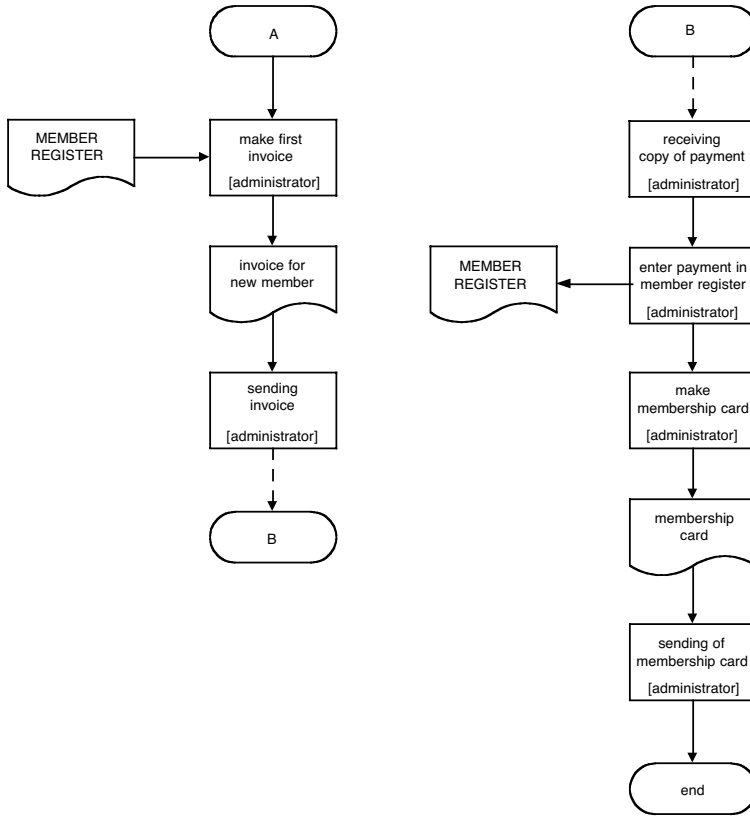 A
MEMBER
REGISTER
make first
invoice
[administrator]
invoice for
new member
sending
invoice
[administrator]
B
B
receiving
copy of payment
[administrator]
MEMBER
REGISTER
enter payment in
member register
[administrator]
make
membership card
[administrator]
membership
card
sending of
membership card
[administrator]
end